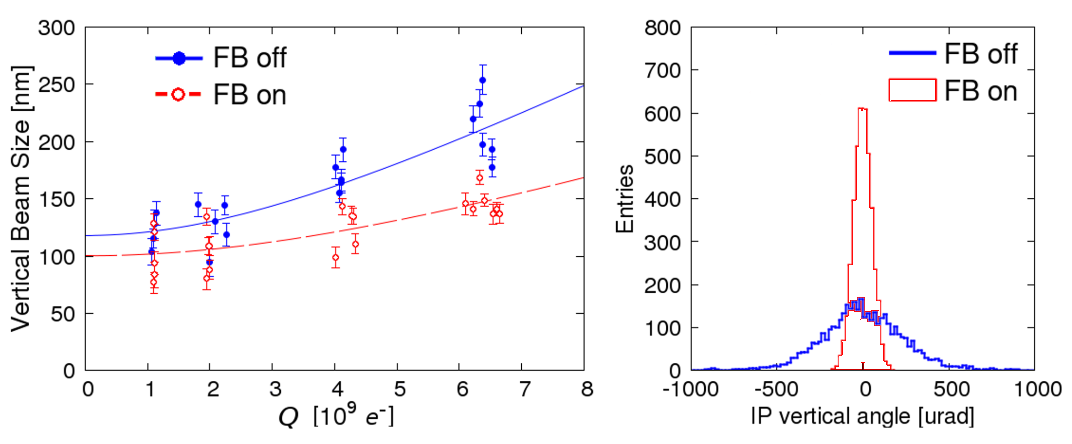 300
250
200
150
100
50
0
Vertical Beam Size [nm]
FB off
FB on
0 1 2 3 4 5 6 7 8
Q [10⁹ e⁻]
800
700
600
500
400
300
200
100
0
Entries
FB off
FB on
-1000 -500 0 500 1000
IP vertical angle [urad]